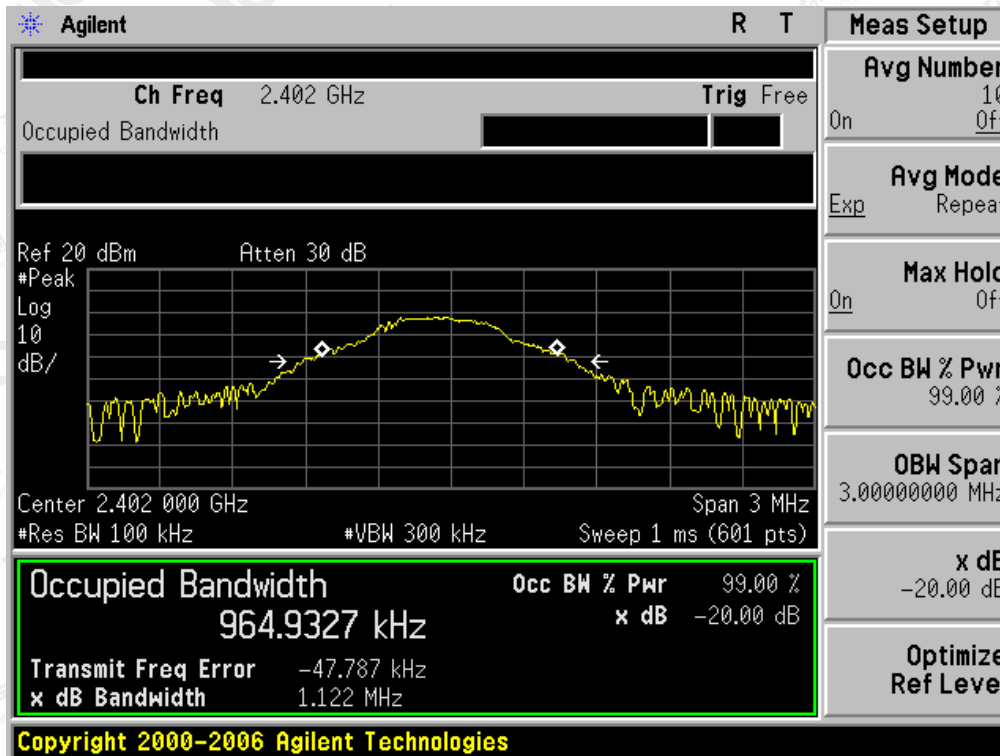 Agilent R T
Ch Freq 2.402 GHz Trig Free
Occupied Bandwidth
Ref 20 dBm Atten 30 dB
#Peak
Log
10
dB/
Center 2.402 000 GHz Span 3 MHz
#Res BW 100 kHz #VBW 300 kHz Sweep 1 ms (601 pts)
Occupied Bandwidth
964.9327 kHz
Occ BW % Pwr 99.00 %
x dB -20.00 dB
Transmit Freq Error -47.787 kHz
x dB Bandwidth 1.122 MHz
Copyright 2000-2006 Agilent Technologies
Meas Setup
Avg Number
10
On Off
Avg Mode
Exp Repeat
Max Hold
On Off
Occ BW % Pwr
99.00 %
OBW Span
3.00000000 MHz
x dB
-20.00 dB
Optimize
Ref Level